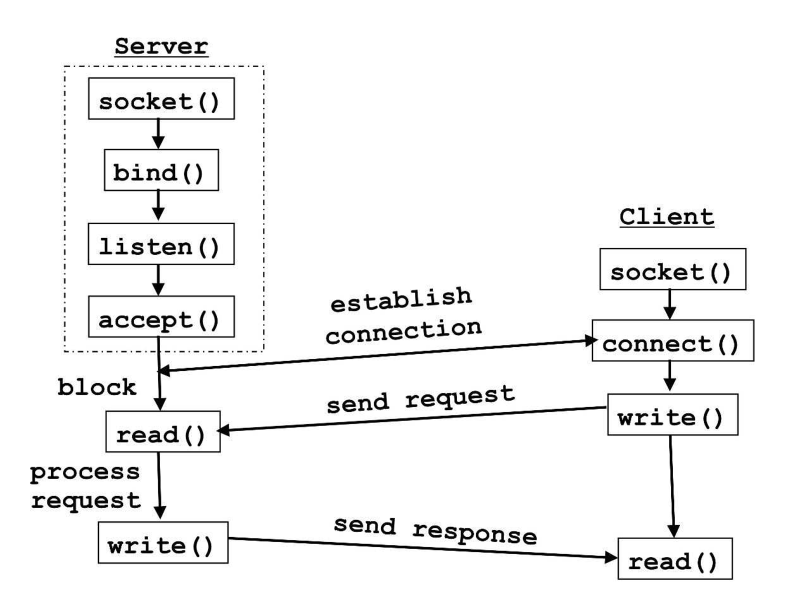 Server
socket()
bind()
listen()
accept()
block
read()
process
request
write()
establish
connection
send request
send response
Client
socket()
connect()
write()
read()